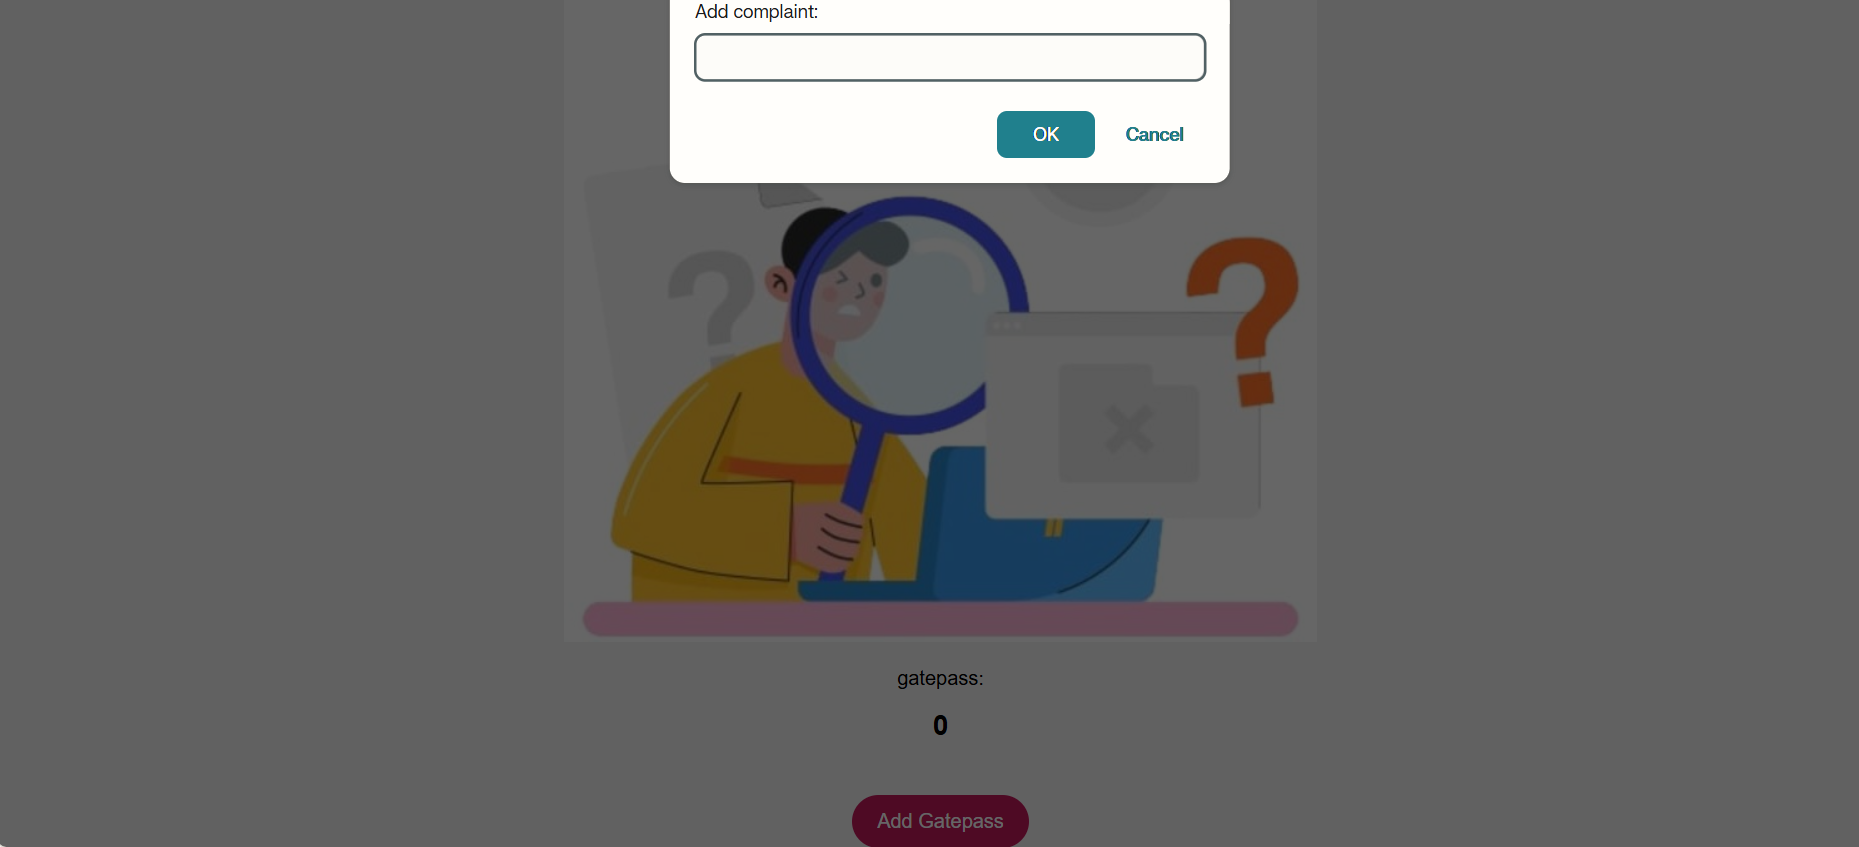 Add complaint:
OK
Cancel
?
?
gatepass:
0
Add Gatepass